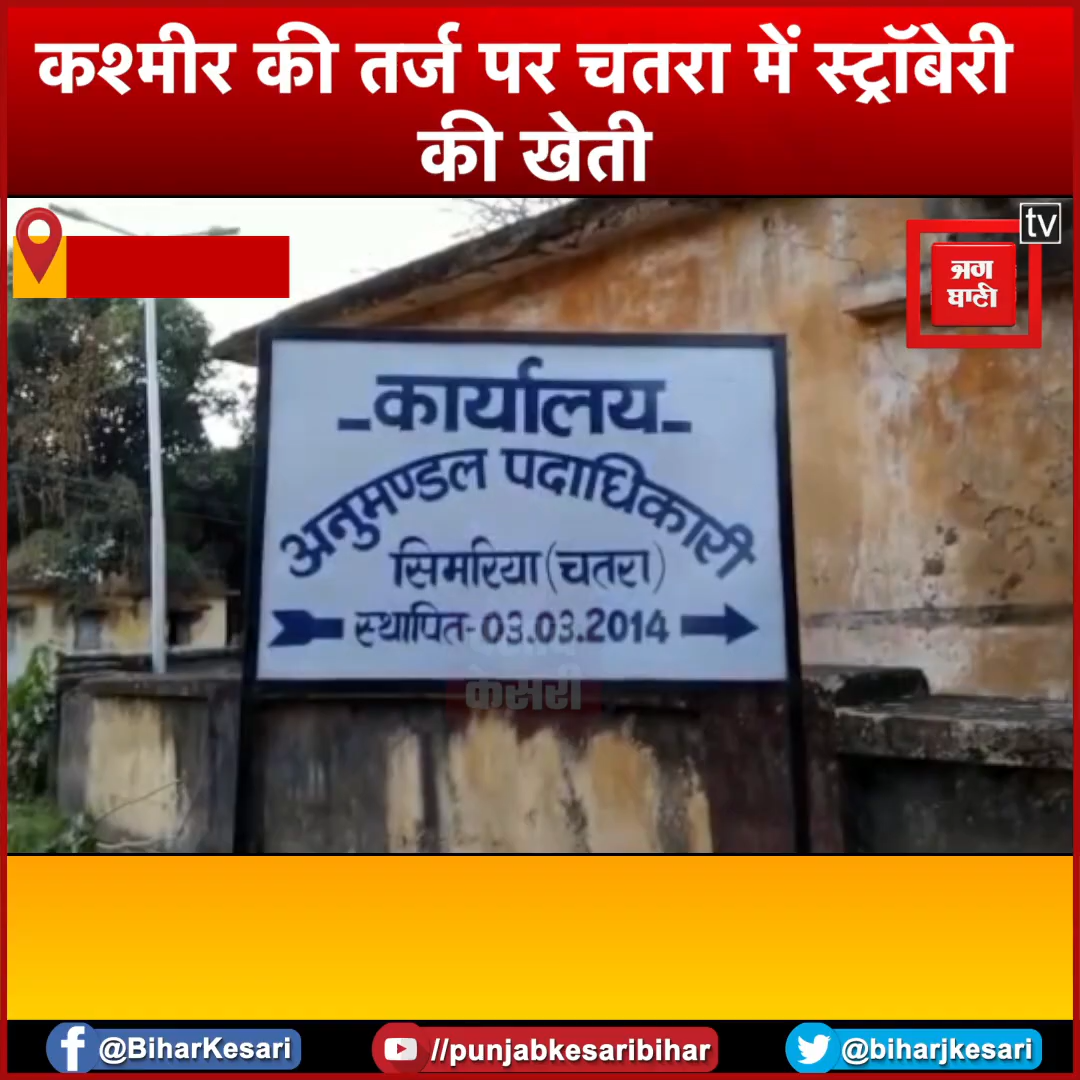 कश्मीर की तर्ज पर चतरा में स्ट्रॉबेरी
की खेती
tv
कार्यालय
अनुमण्डल पदाधिकारी
सिमरिया (चतरा)
स्थापित- 03.03.2014
केसरी
@BiharKesari
//punjabkesaribihar
@biharjkesari